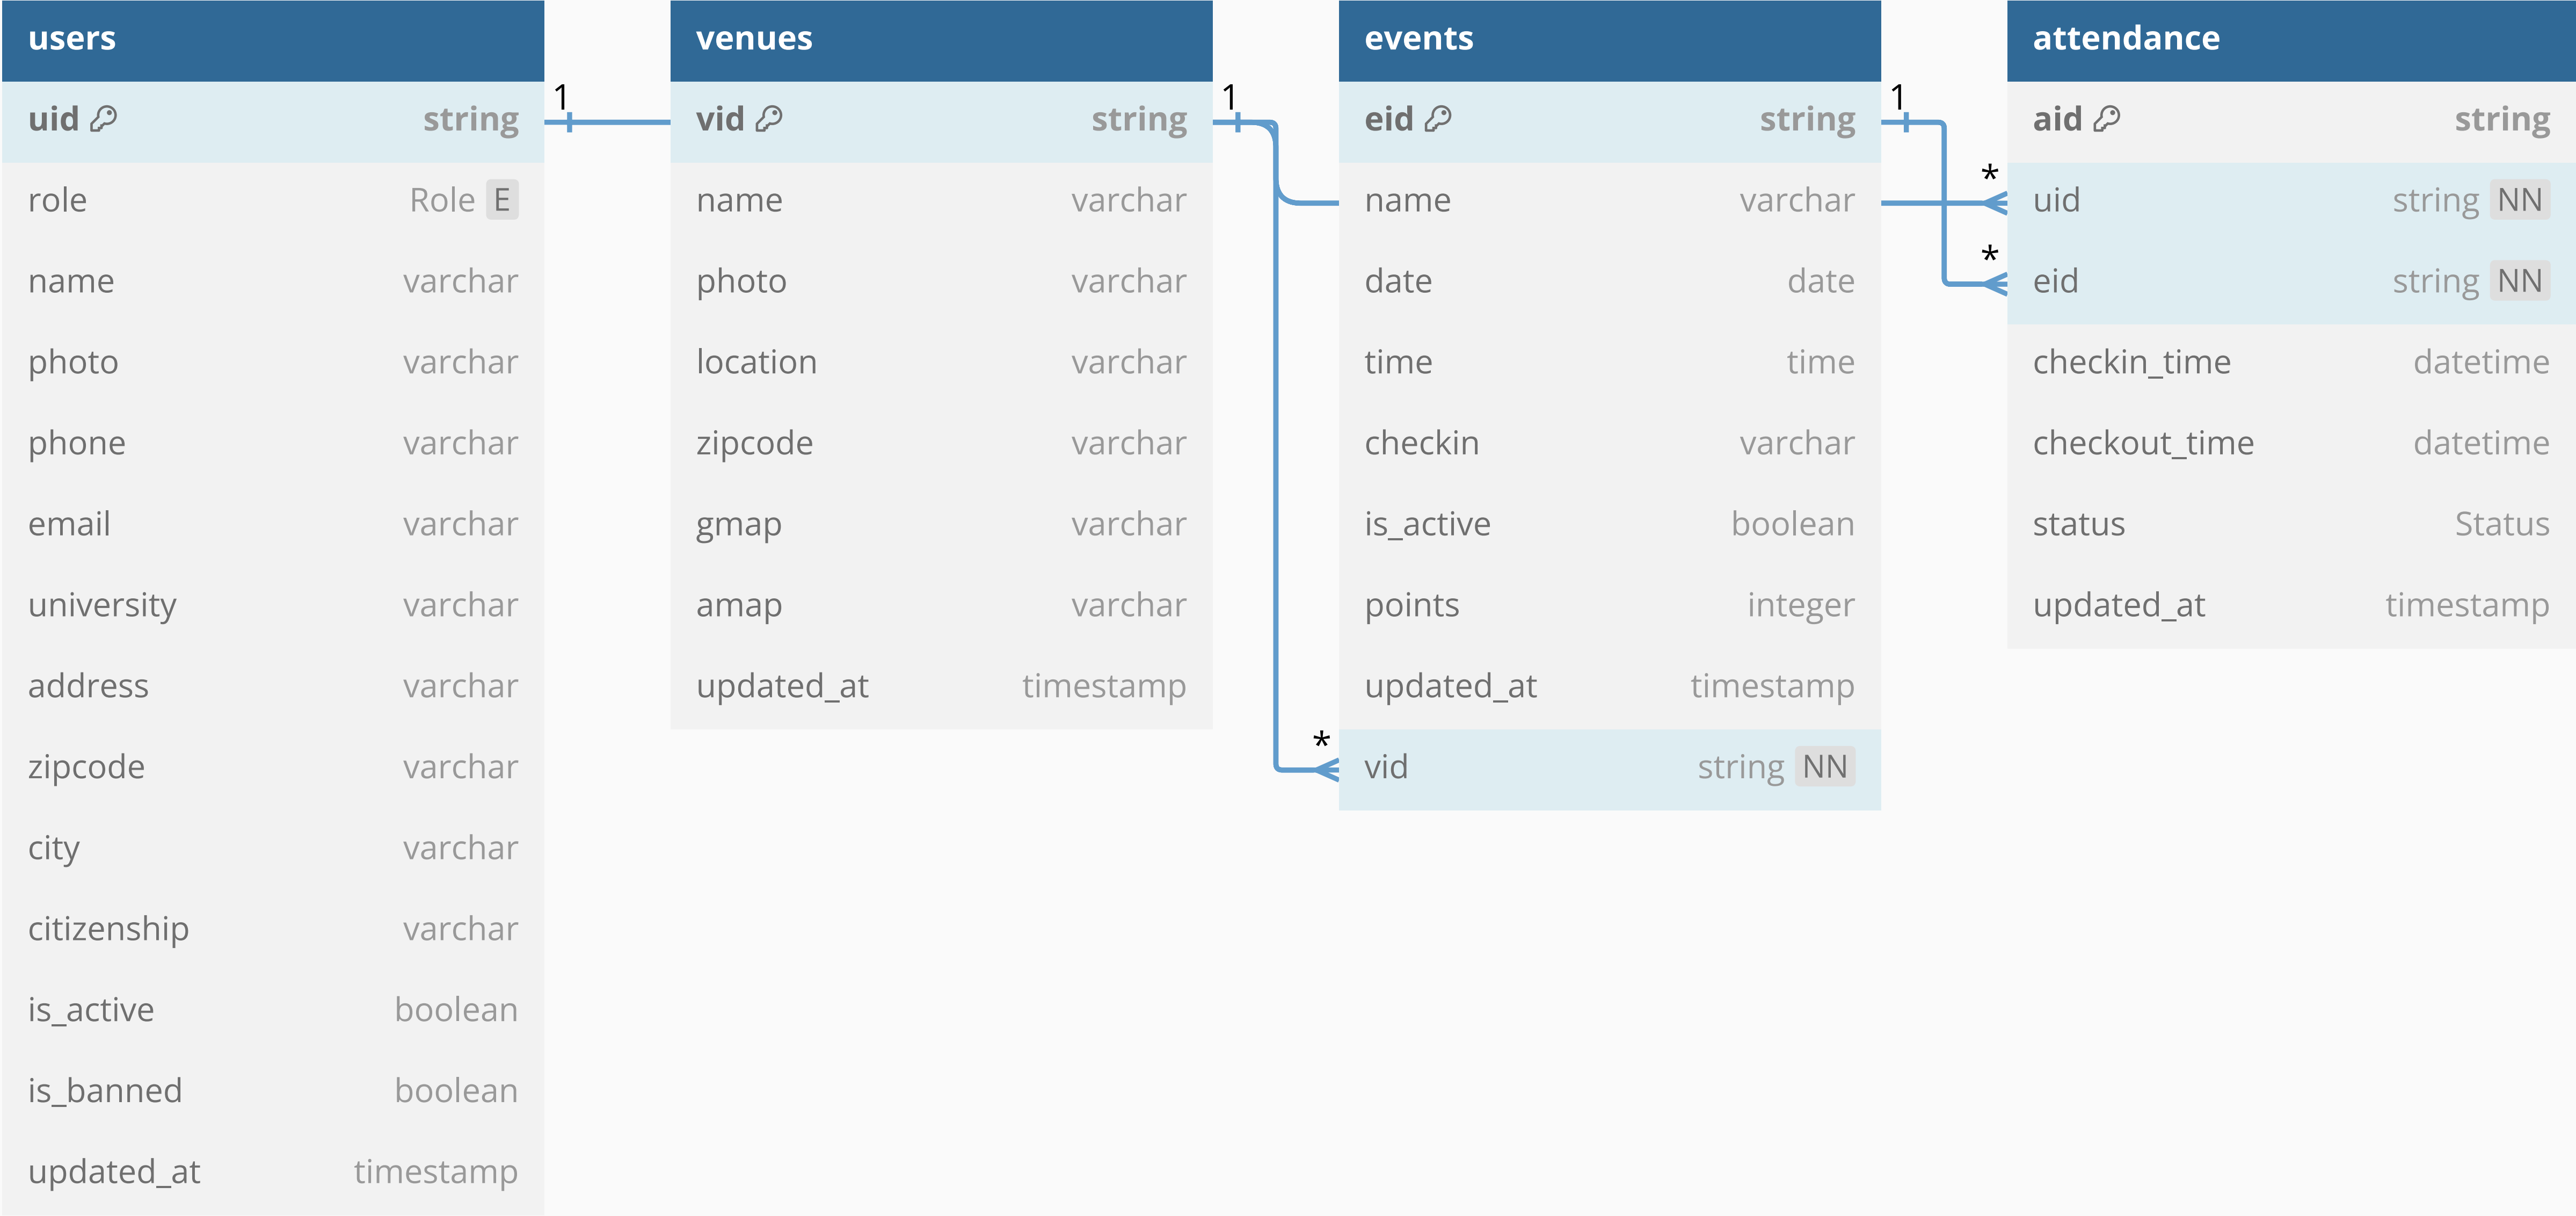 users
uid string
role Role E
name varchar
photo varchar
phone varchar
email varchar
university varchar
address varchar
zipcode varchar
city varchar
citizenship varchar
is_active boolean
is_banned boolean
updated_at timestamp
1
venues
vid string
name varchar
photo varchar
location varchar
zipcode varchar
gmap varchar
amap varchar
updated_at timestamp
1
*
events
eid string
name varchar
date date
time time
checkin varchar
is_active boolean
points integer
updated_at timestamp
vid string NN
1
*
*
attendance
aid string
uid string NN
eid string NN
checkin_time datetime
checkout_time datetime
status Status
updated_at timestamp